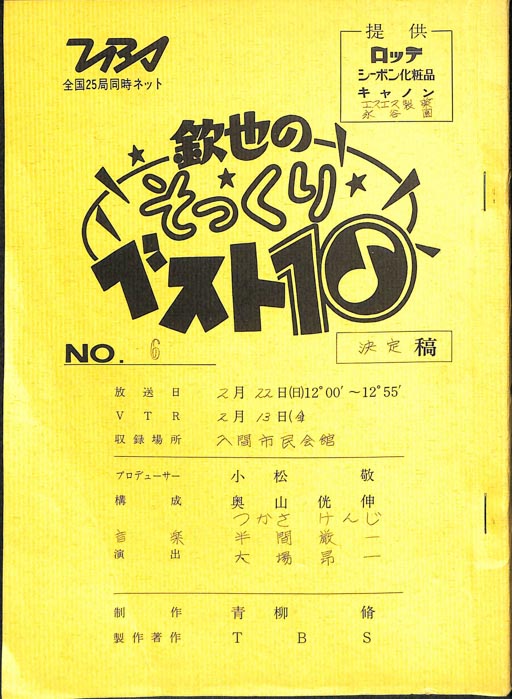 TBS
全国25局同時ネット
提供
ロッテ
シーボン化粧品
キヤノン
エスエス製薬
永谷園
欽也の
そっくり
ベスト10
NO. 6
決定稿
放送日 2月22日(日)12°00′～12°55′
VTR 2月13日(金)
収録場所 入間市民会館
プロデューサー 小松敬
構成 奥山侊伸
つかさけんじ
音楽 半間厳一
演出 大場昂一
製作 青柳脩
製作著作 TBS